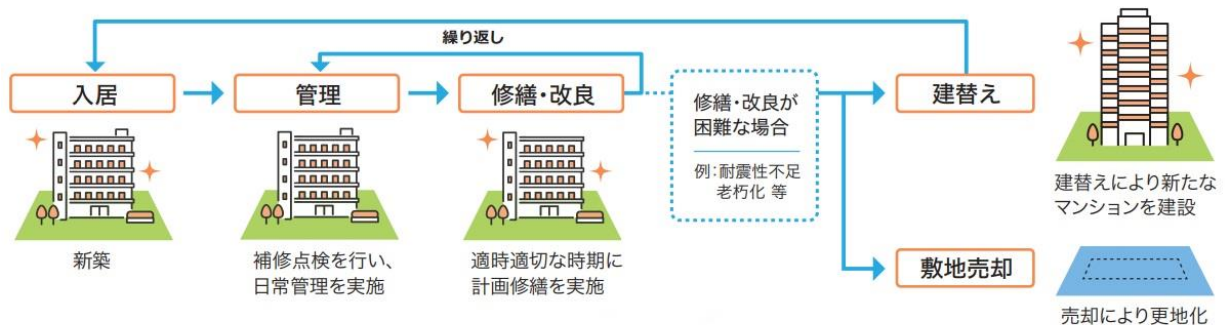 繰り返し
入居
管理
修繕・改良
修繕・改良が
困難な場合
例:耐震性不足
老朽化 等
建替え
敷地売却
新築
補修点検を行い、
日常管理を実施
適時適切な時期に
計画修繕を実施
建替えにより新たな
マンションを建設
売却により更地化